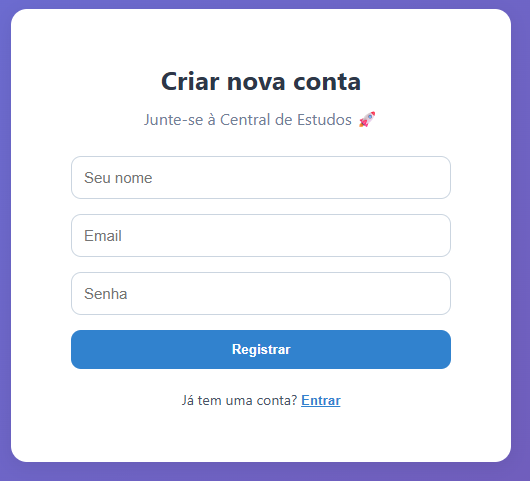 Criar nova conta
Junte-se à Central de Estudos 🚀
Seu nome
Email
Senha
Registrar
Já tem uma conta? Entrar